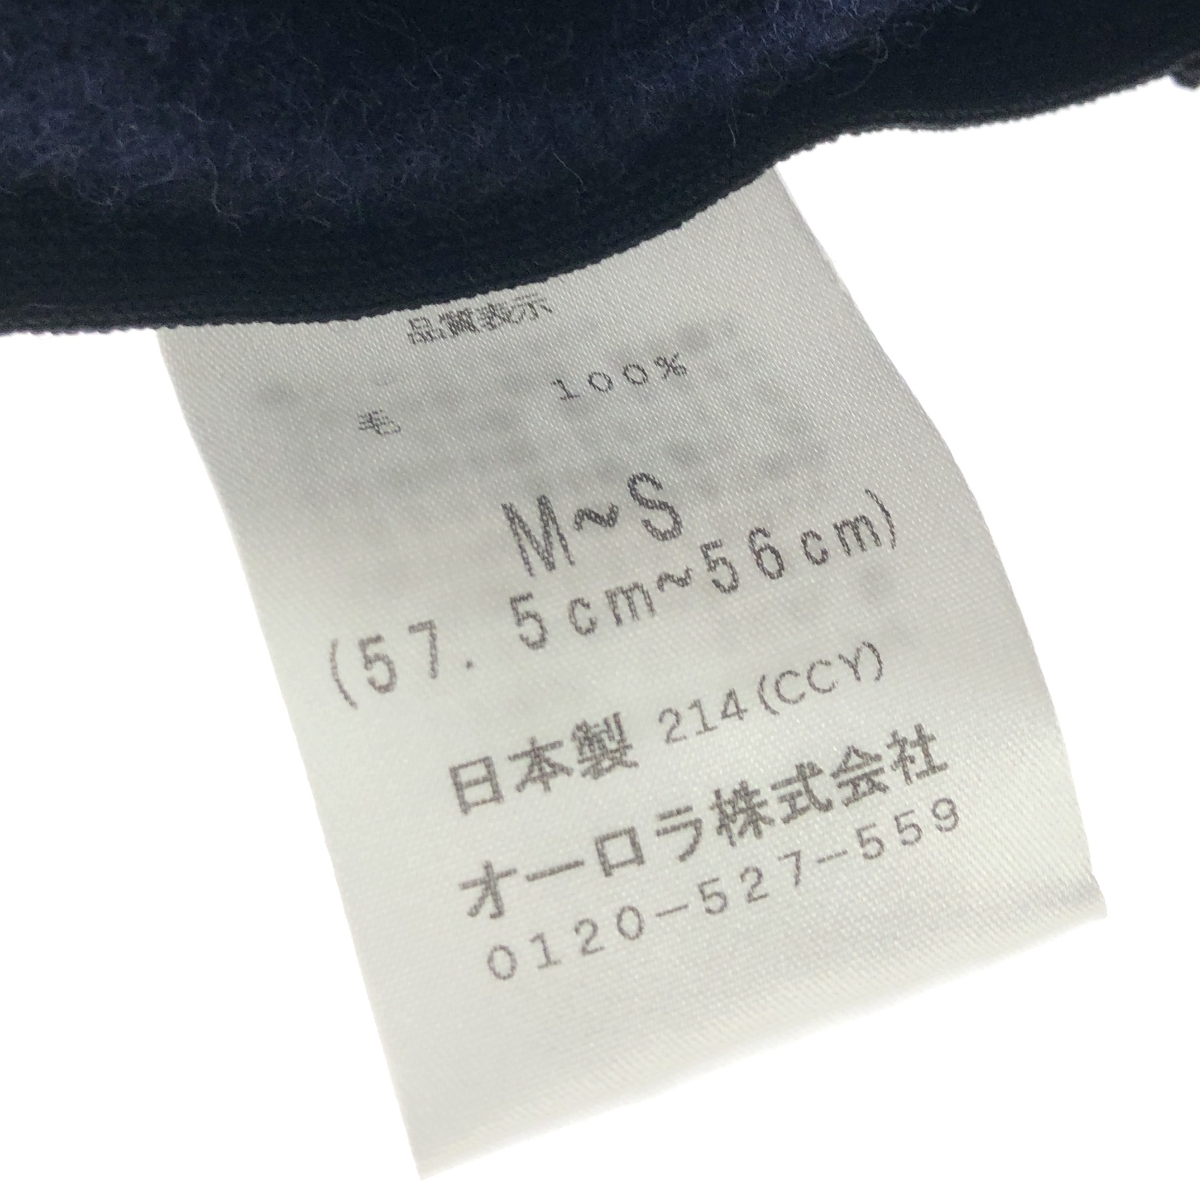 品質表示
毛 100%
M~S
(57.5cm~56cm)
日本製 214(CCY)
オーロラ株式会社
0120-527-559